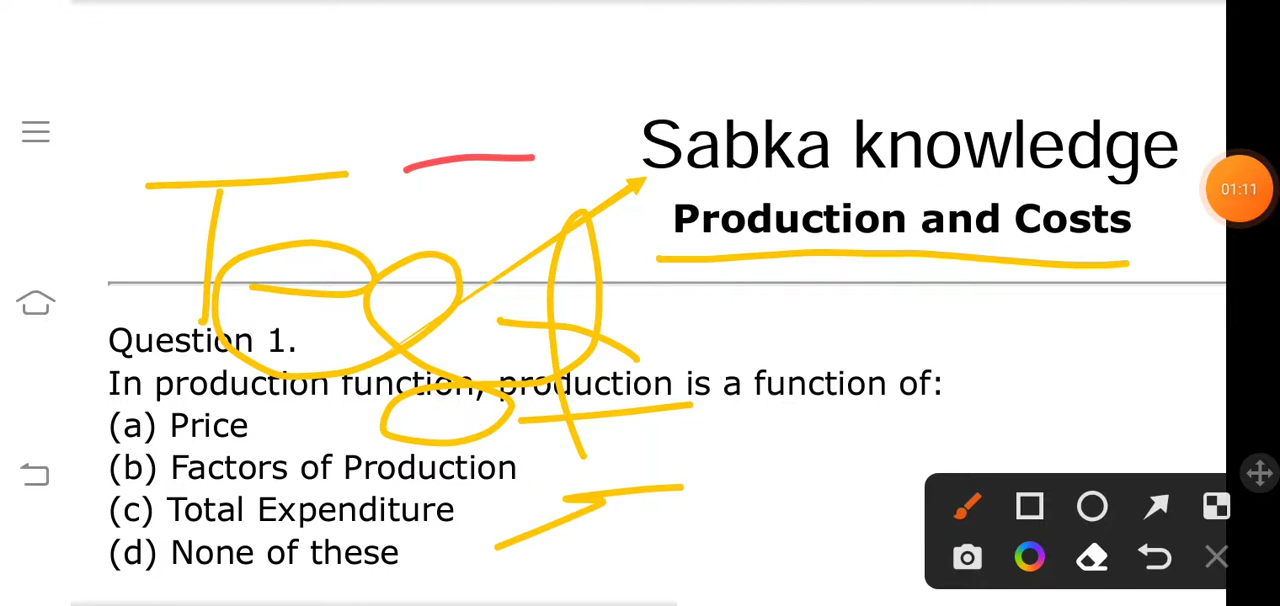 Sabka knowledge
01:11
Production and Costs
Test
Question 1.
In production function, production is a function of:
(a) Price
(b) Factors of Production
(c) Total Expenditure
(d) None of these